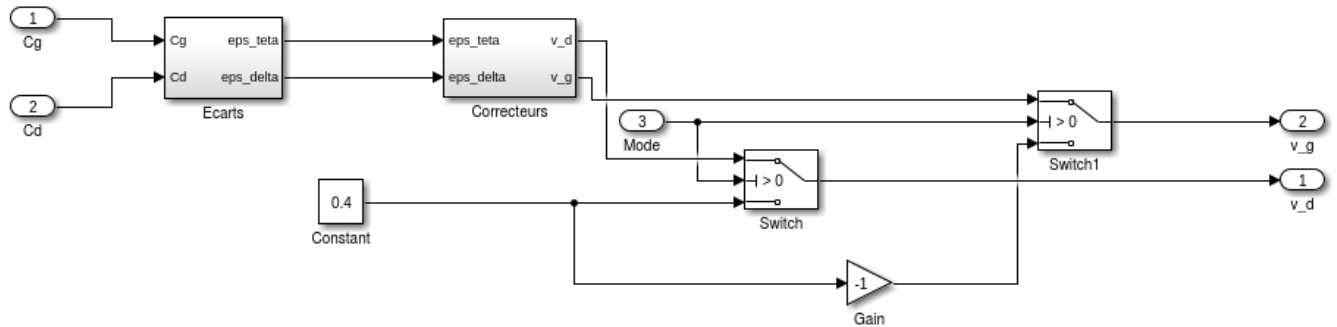 1
Cg
2
Cd
Cg
eps_teta
Cd
eps_delta
Ecarts
eps_teta
v_d
eps_delta
v_g
Correcteurs
3
Mode
> 0
Switch1
2
v_g
> 0
Switch
1
v_d
0.4
Constant
-1
Gain